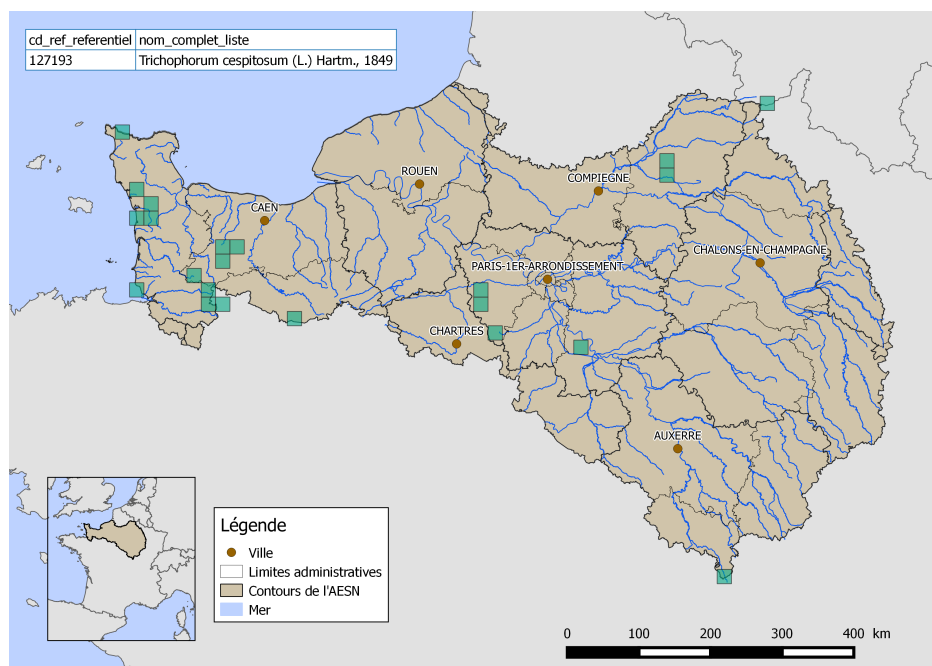 cd_ref_referentiel nom_complet_liste
127193 Trichophorum cespitosum (L.) Hartm., 1849
ROUEN
COMPIEGNE
CAEN
CHALONS-EN-CHAMPAGNE
PARIS-1ER-ARRONDISSEMENT
CHARTRES
AUXERRE
Légende
Ville
Limites administratives
Contours de l'AESN
Mer
0 100 200 300 400 km